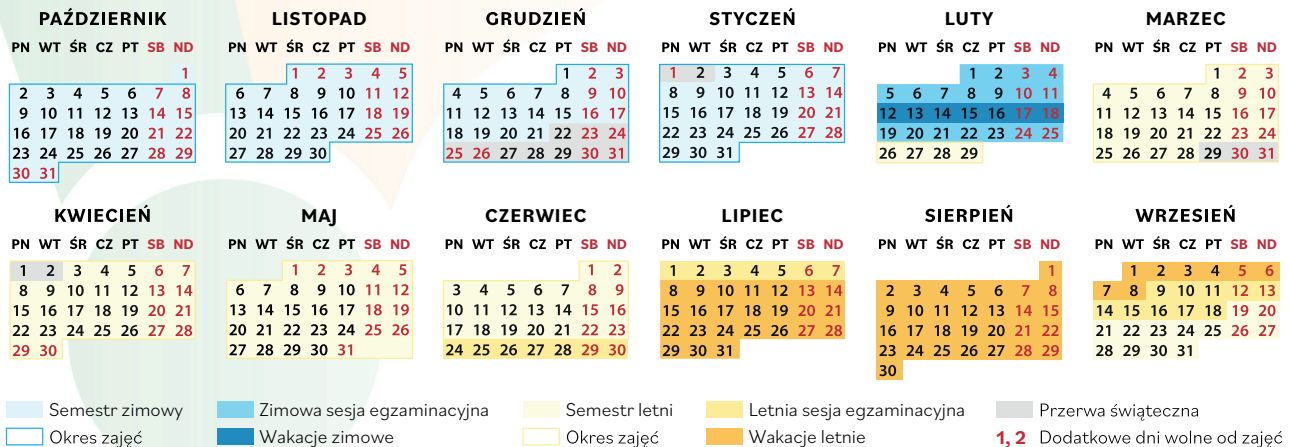 PAŹDZIERNIK LISTOPAD GRUDZIEŃ STYCZEŃ LUTY MARZEC
PN WT ŚR CZ PT SB ND PN WT ŚR CZ PT SB ND PN WT ŚR CZ PT SB ND PN WT ŚR CZ PT SB ND PN WT ŚR CZ PT SB ND PN WT ŚR CZ PT SB ND
1 1 2 3 4 5 1 2 3 1 2 3 4 5 6 7 1 2 3 4 1 2 3
2 3 4 5 6 7 8 6 7 8 9 10 11 12 4 5 6 7 8 9 10 8 9 10 11 12 13 14 5 6 7 8 9 10 11 4 5 6 7 8 9 10
9 10 11 12 13 14 15 13 14 15 16 17 18 19 11 12 13 14 15 16 17 15 16 17 18 19 20 21 12 13 14 15 16 17 18 11 12 13 14 15 16 17
16 17 18 19 20 21 22 20 21 22 23 24 25 26 18 19 20 21 22 23 24 22 23 24 25 26 27 28 19 20 21 22 23 24 25 18 19 20 21 22 23 24
23 24 25 26 27 28 29 27 28 29 30 25 26 27 28 29 30 31 29 30 31 26 27 28 29 25 26 27 28 29 30 31
30 31
KWIECIEŃ MAJ CZERWIEC LIPIEC SIERPIEŃ WRZESIEŃ
PN WT ŚR CZ PT SB ND PN WT ŚR CZ PT SB ND PN WT ŚR CZ PT SB ND PN WT ŚR CZ PT SB ND PN WT ŚR CZ PT SB ND PN WT ŚR CZ PT SB ND
1 2 3 4 5 6 7 1 2 3 4 5 1 2 1 2 3 4 5 6 7 1 1 2 3 4 5 6
8 9 10 11 12 13 14 6 7 8 9 10 11 12 3 4 5 6 7 8 9 8 9 10 11 12 13 14 2 3 4 5 6 7 8 7 8 9 10 11 12 13
15 16 17 18 19 20 21 13 14 15 16 17 18 19 10 11 12 13 14 15 16 15 16 17 18 19 20 21 9 10 11 12 13 14 15 14 15 16 17 18 19 20
22 23 24 25 26 27 28 20 21 22 23 24 25 26 17 18 19 20 21 22 23 22 23 24 25 26 27 28 16 17 18 19 20 21 22 21 22 23 24 25 26 27
29 30 27 28 29 30 31 24 25 26 27 28 29 30 29 30 31 23 24 25 26 27 28 29 28 29 30 31
30
Semestr zimowy Zimowa sesja egzaminacyjna Semestr letni Letnia sesja egzaminacyjna Przerwa świąteczna
Okres zajęć Wakacje zimowe Okres zajęć Wakacje letnie 1, 2 Dodatkowe dni wolne od zajęć